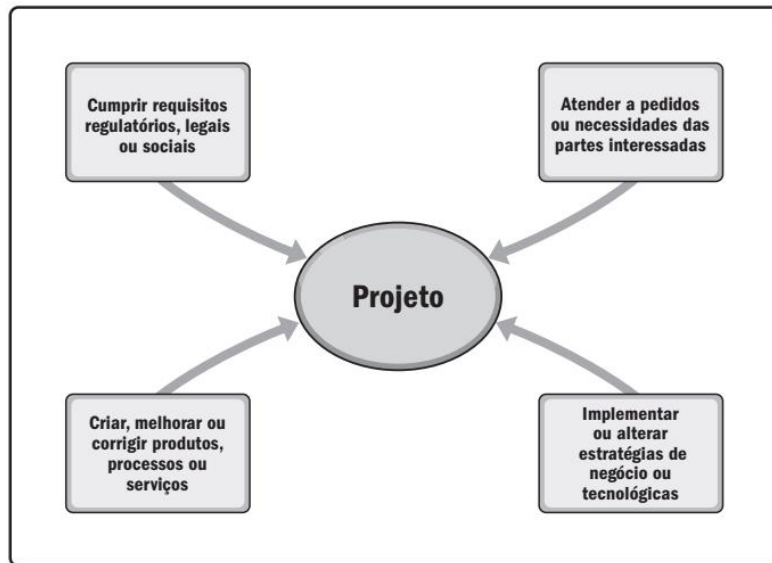 Cumprir requisitos
regulatórios, legais
ou sociais
Atender a pedidos
ou necessidades das
partes interessadas
Projeto
Criar, melhorar ou
corrigir produtos,
processos ou
serviços
Implementar
ou alterar
estratégias de
negócio ou
tecnológicas